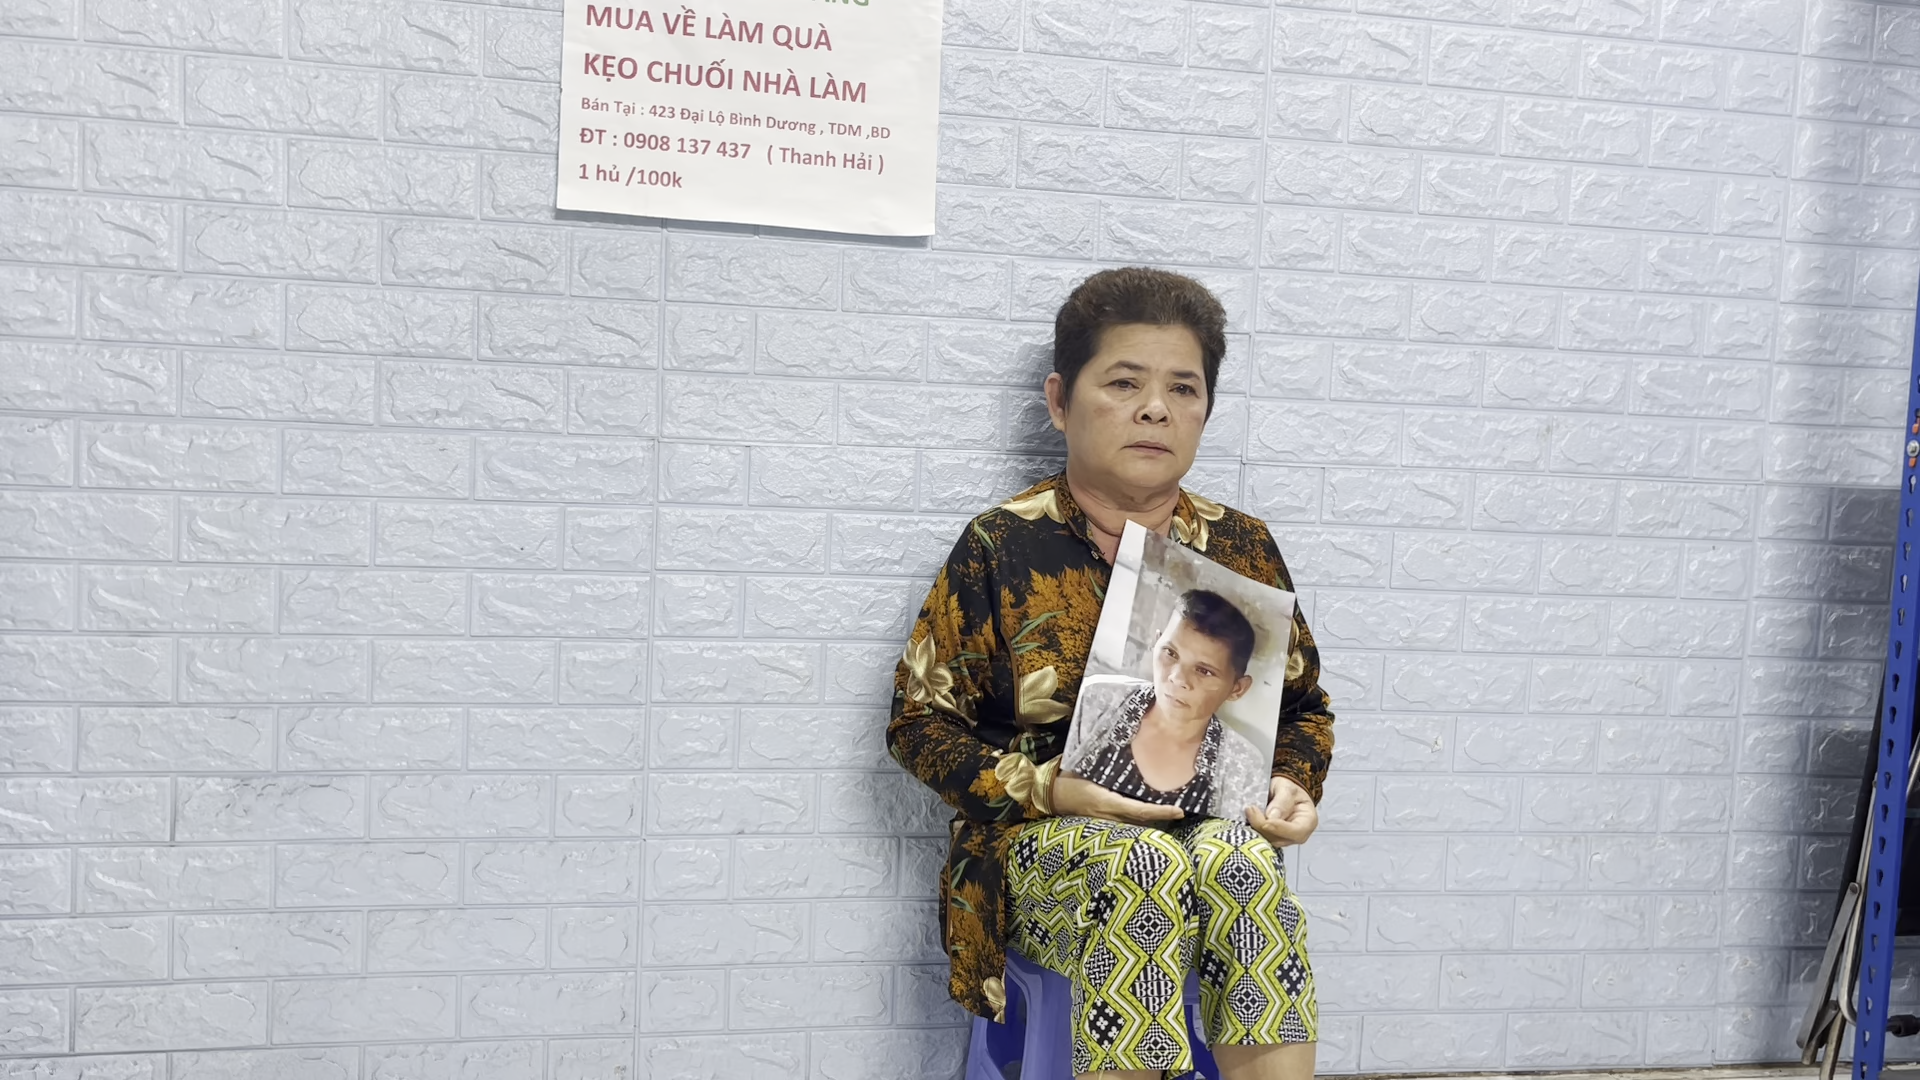 MUA VỀ LÀM QUÀ
KẸO CHUỐI NHÀ LÀM
Bán Tại : 423 Đại Lộ Bình Dương , TDM ,BD
ĐT : 0908 137 437 ( Thanh Hải )
1 hủ /100k